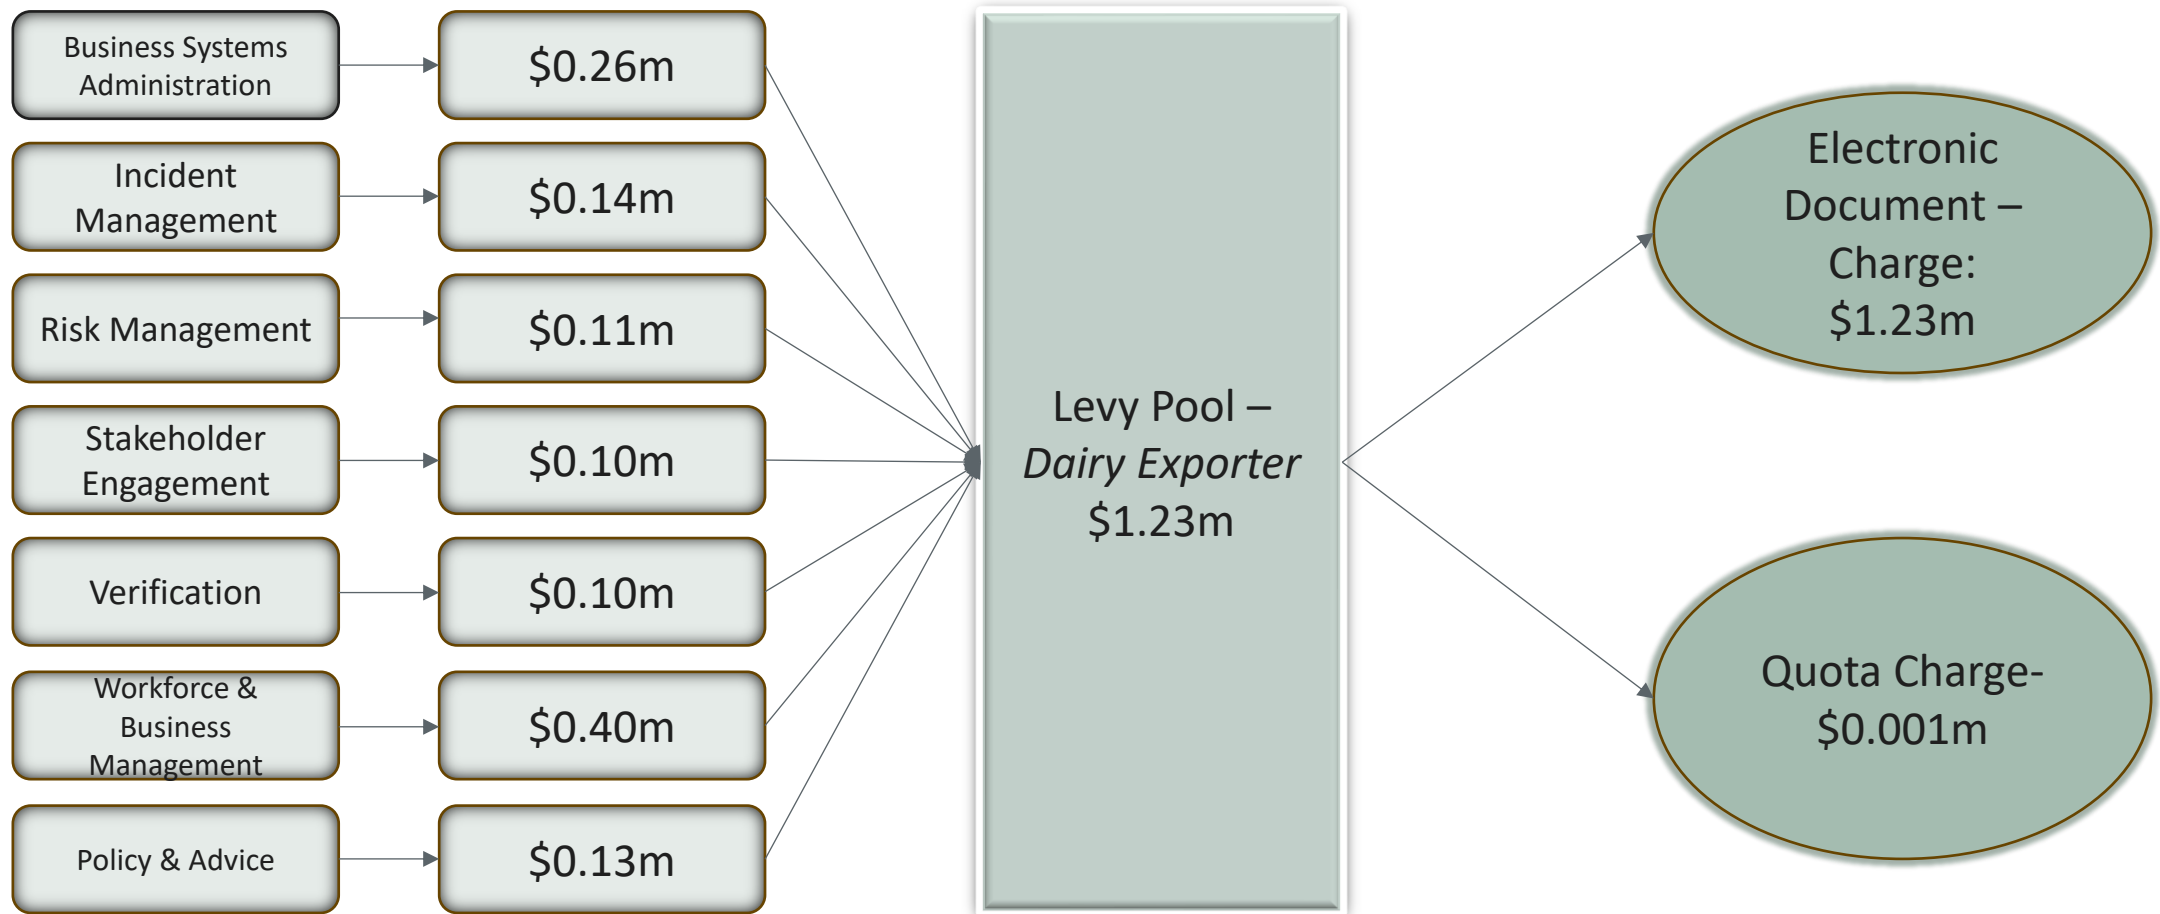 Business Systems
Administration
$0.26m
Incident
Management
$0.14m
Risk Management
$0.11m
Stakeholder
Engagement
$0.10m
Verification
$0.10m
Workforce &
Business
Management
$0.40m
Policy & Advice
$0.13m
Levy Pool –
Dairy Exporter
$1.23m
Electronic
Document –
Charge:
$1.23m
Quota Charge-
$0.001m